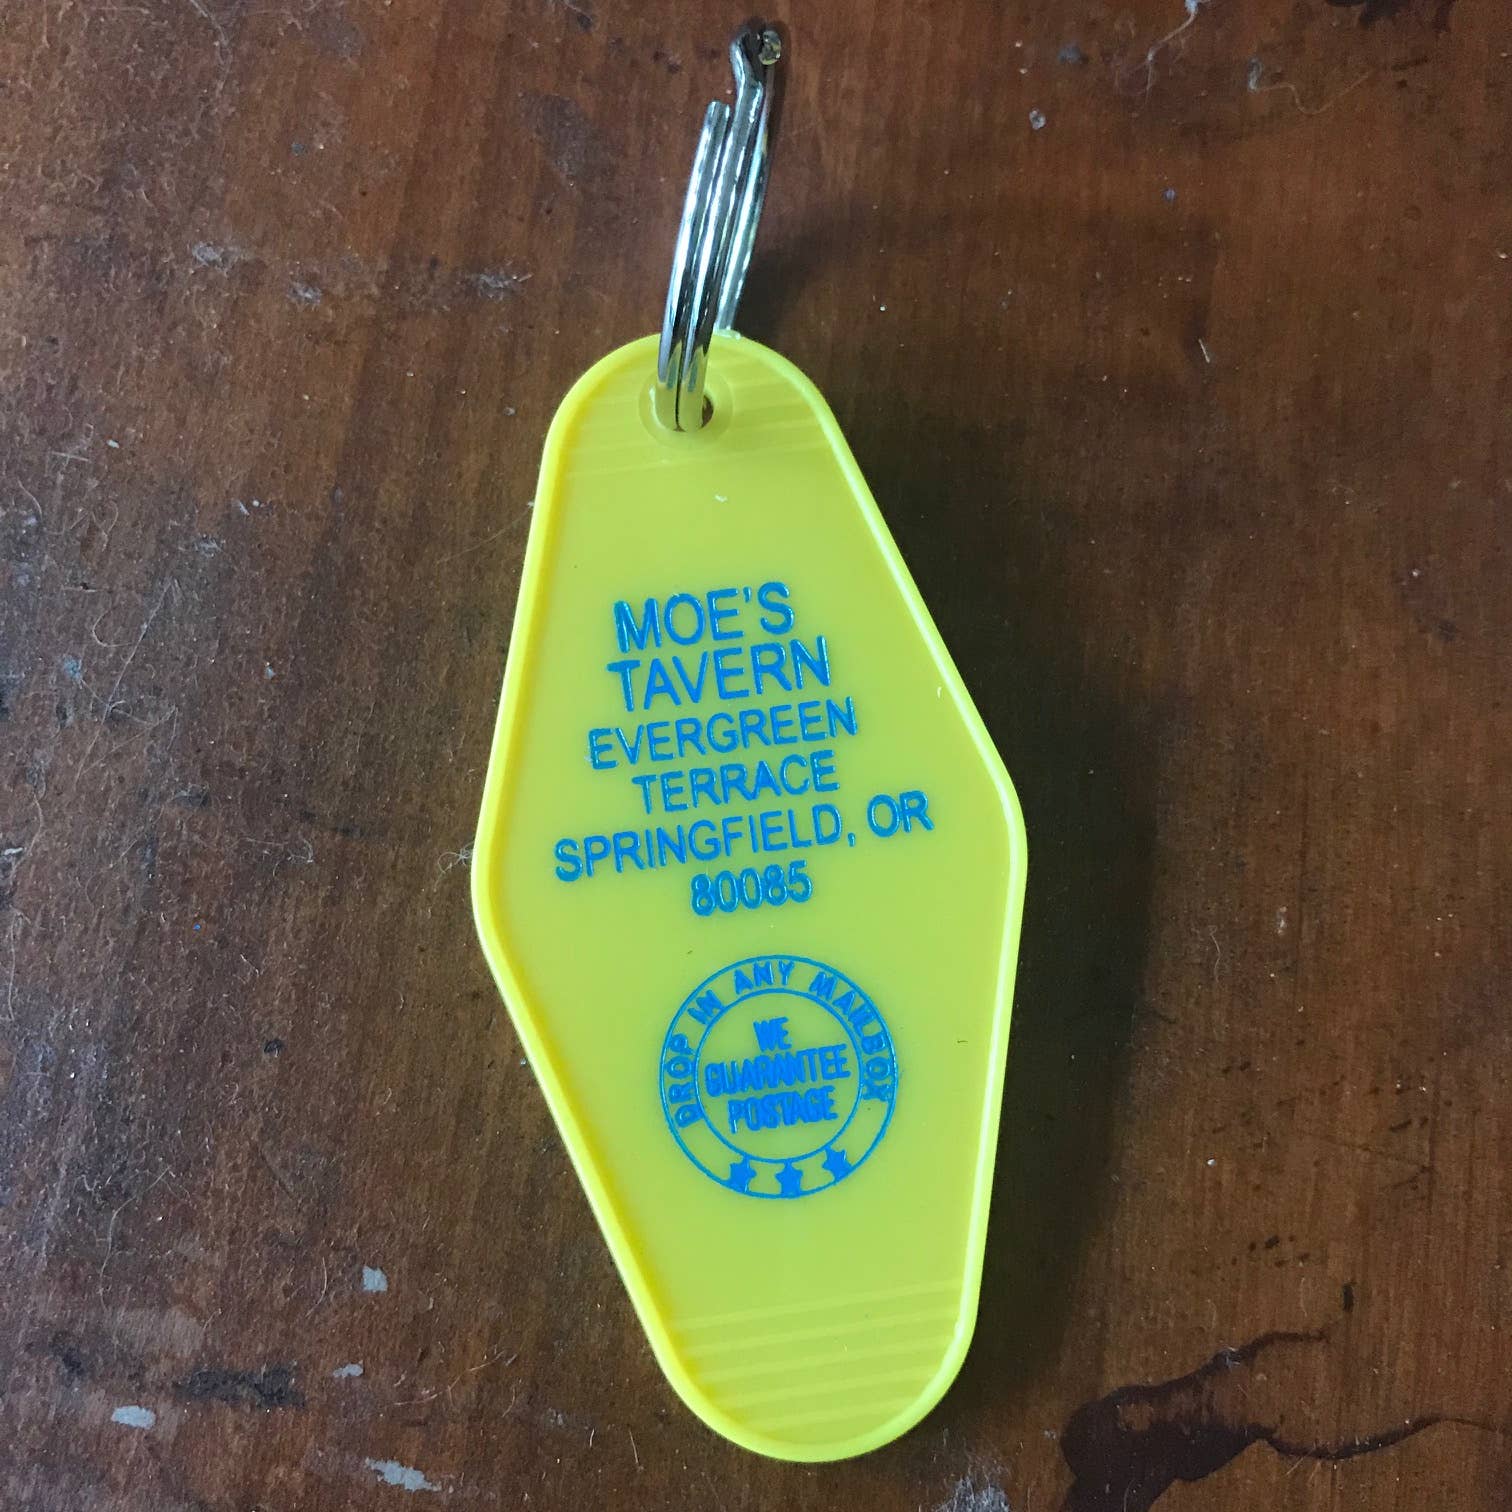 MOE'S
TAVERN
EVERGREEN
TERRACE
SPRINGFIELD, OR
80085
DROP IN ANY MAILBOX
WE
GUARANTEE
POSTAGE